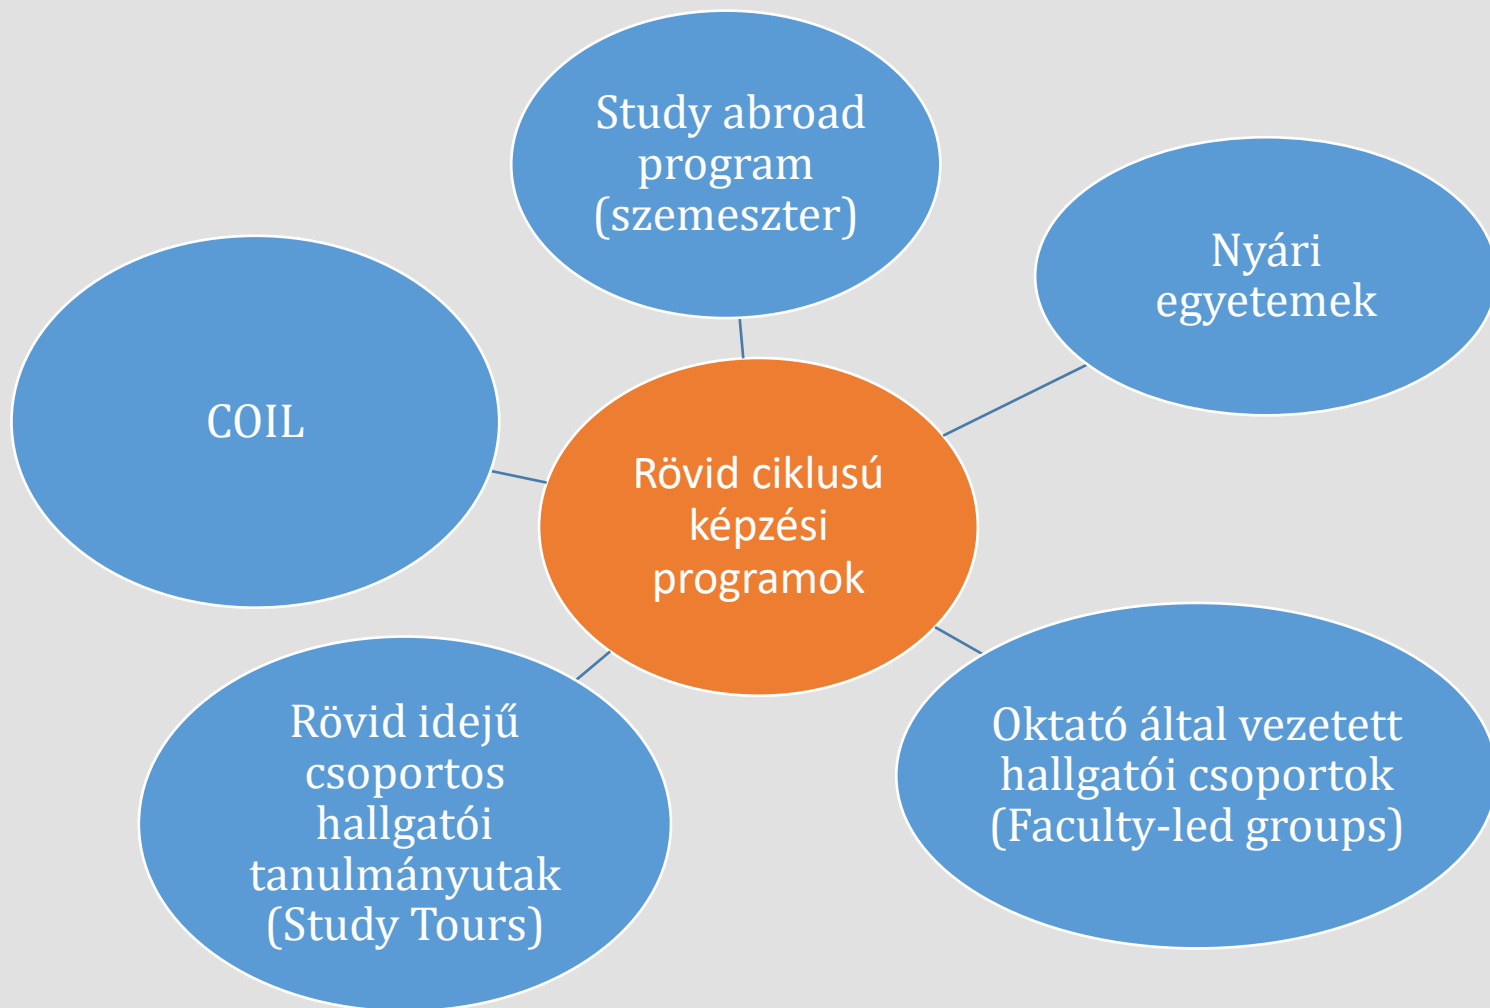 Study abroad
program
(szemeszter)
Nyári
egyetemek
COIL
Rövid ciklusú
képzési
programok
Rövid idejű
csoportos
hallgatói
tanulmányutak
(Study Tours)
Oktató által vezetett
hallgatói csoportok
(Faculty-led groups)